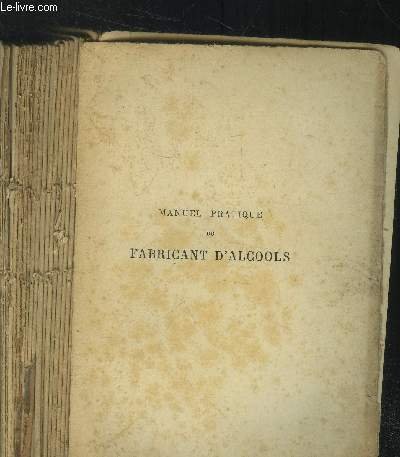 Le-livre.com
MANUEL PRATIQUE
DU
FABRICANT D'ALCOOLS